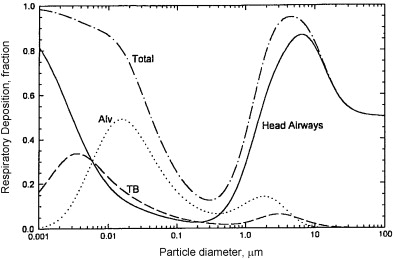 Respiratory Deposition, fraction
1.0
0.8
0.6
0.4
0.2
0.0
Total
Alv
TB
Head Airways
0.001
0.01
0.1
1.0
10
100
Particle diameter, μm